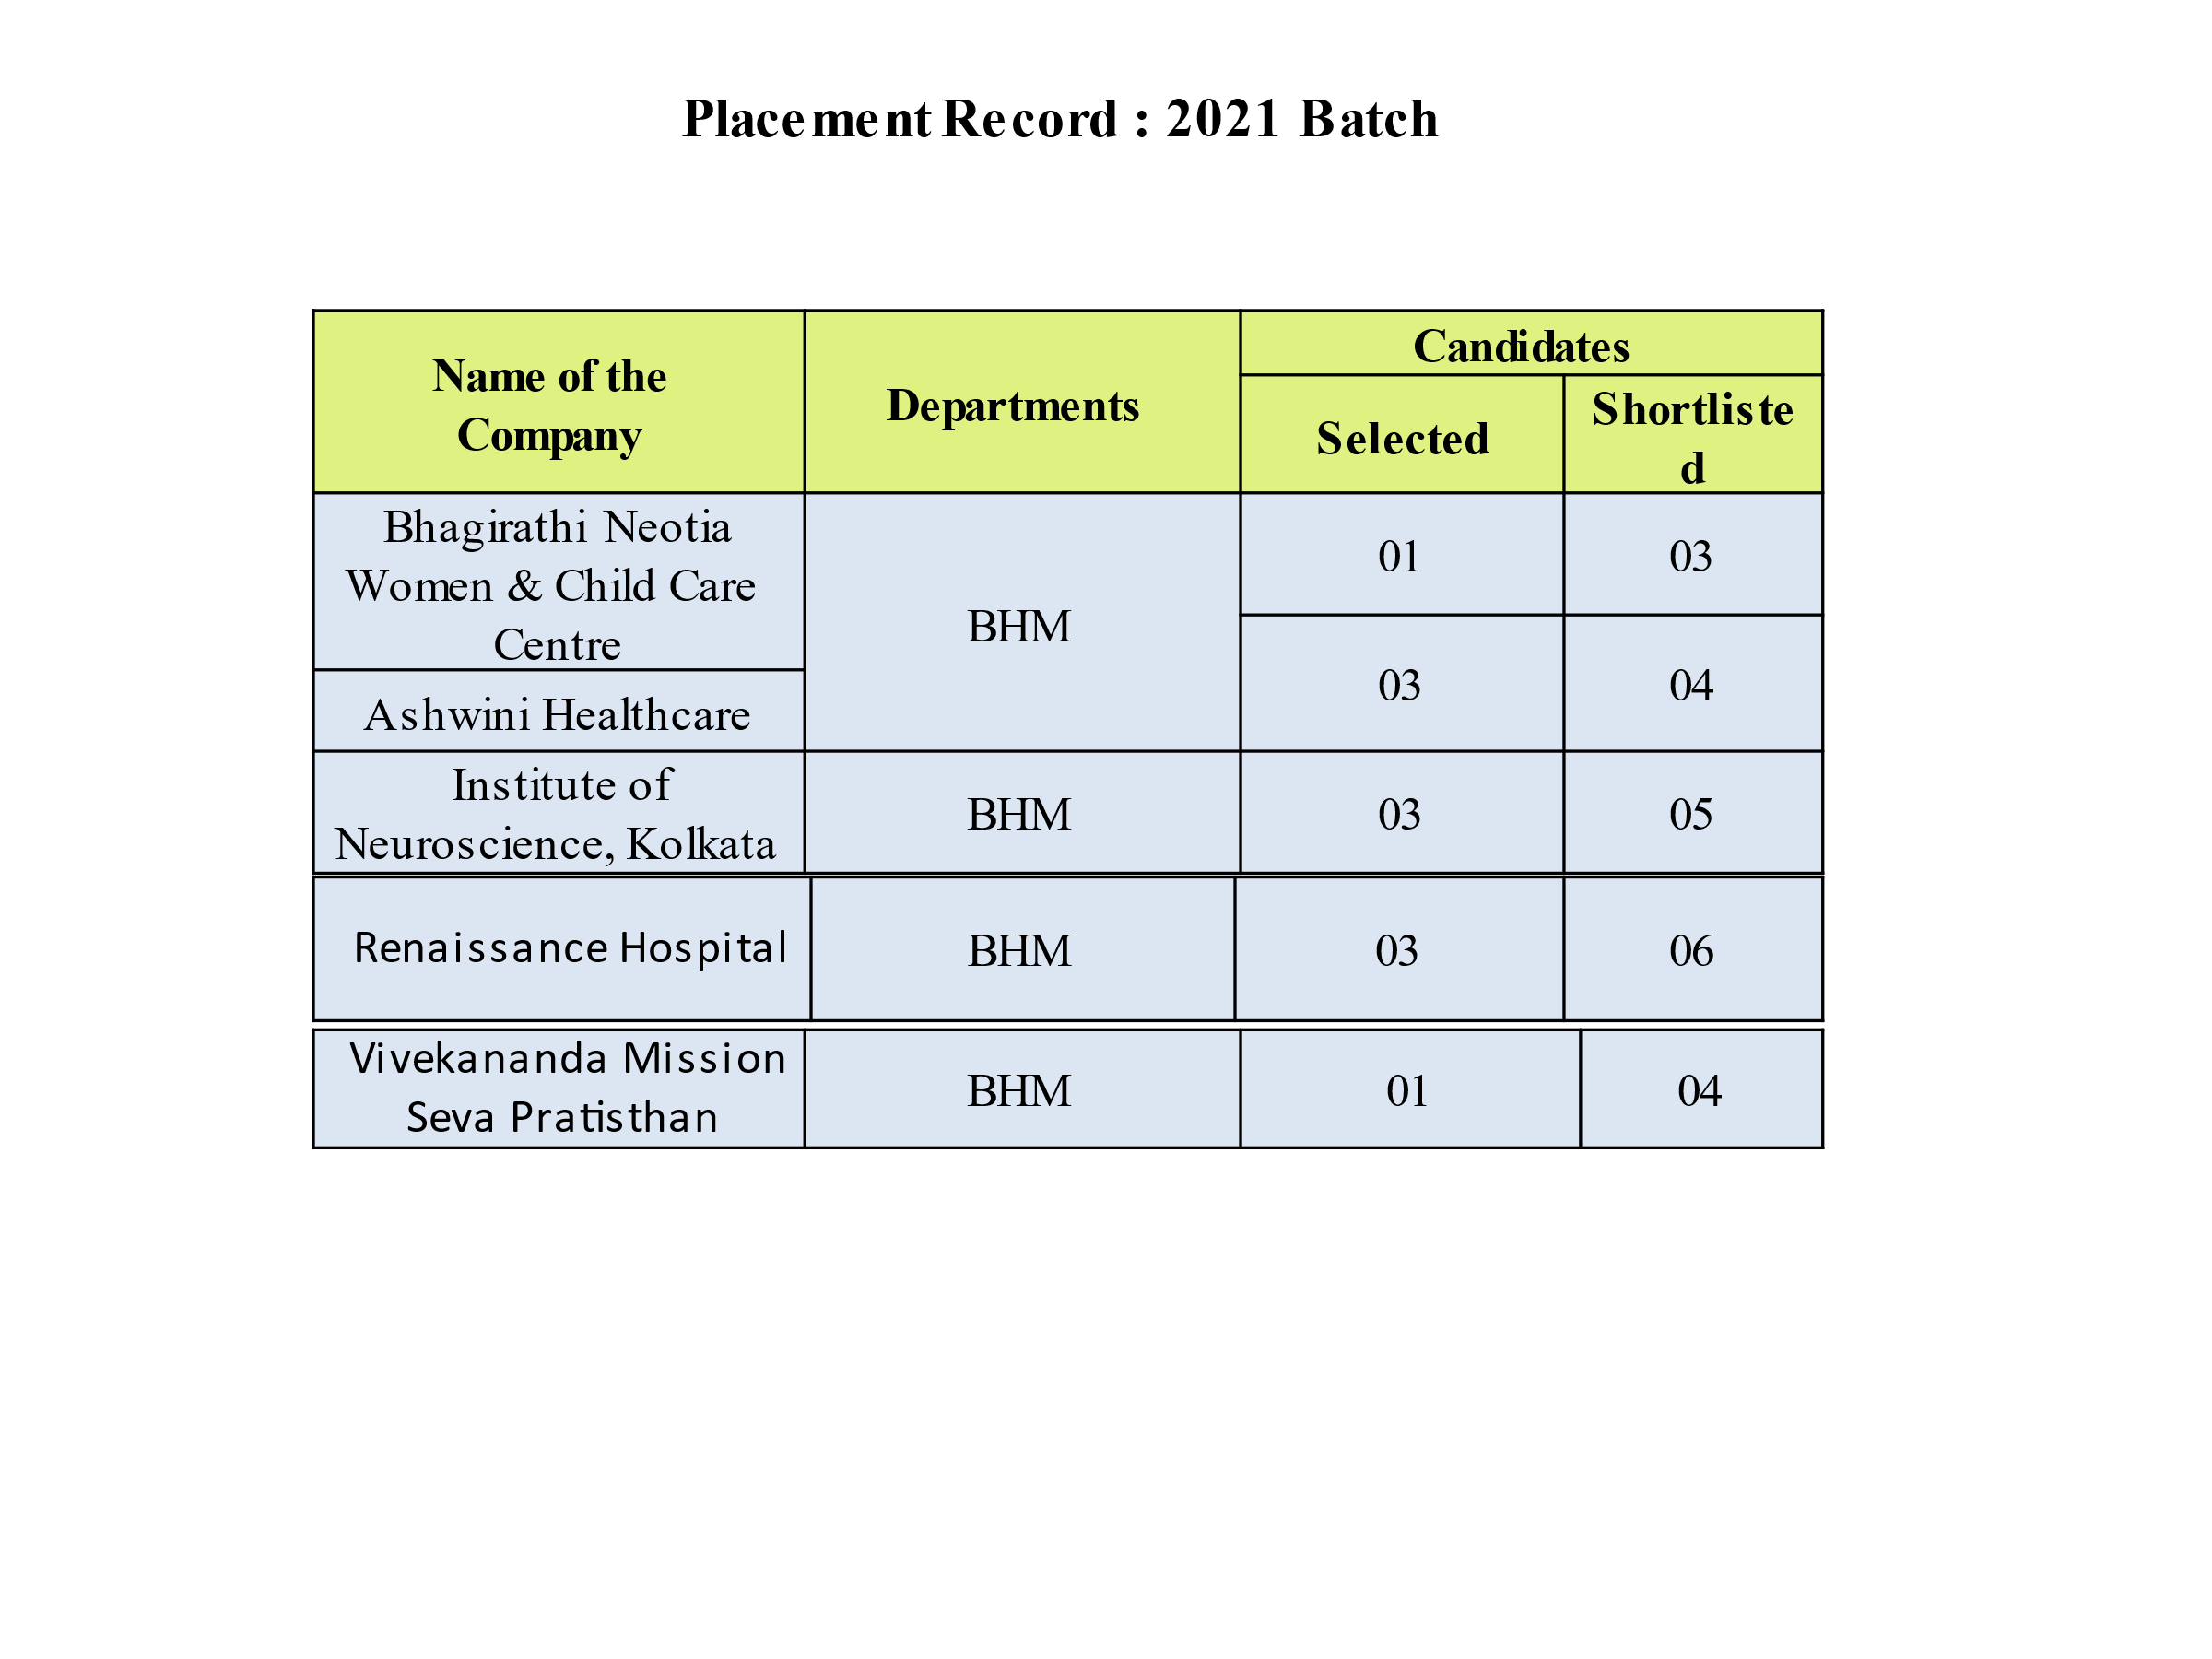 Placement Record : 2021 Batch
Name of the
Company
Departments
Candidates
Selected
Shortliste
d
Bhagirathi Neotia
Women & Child Care
Centre
BHM
01
03
Ashwini Healthcare
03
04
Institute of
Neuroscience, Kolkata
BHM
03
05
Renaissance Hospital
BHM
03
06
Vivekananda Mission
Seva Pratisthan
BHM
01
04